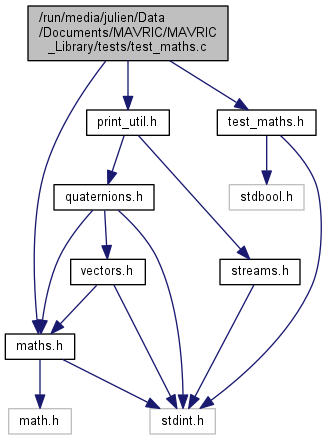 /run/media/julien/Data
/Documents/MAVRIC/MAVRIC
_Library/tests/test_maths.c
print_util.h
test_maths.h
quaternions.h
stdbool.h
vectors.h
streams.h
maths.h
math.h
stdint.h